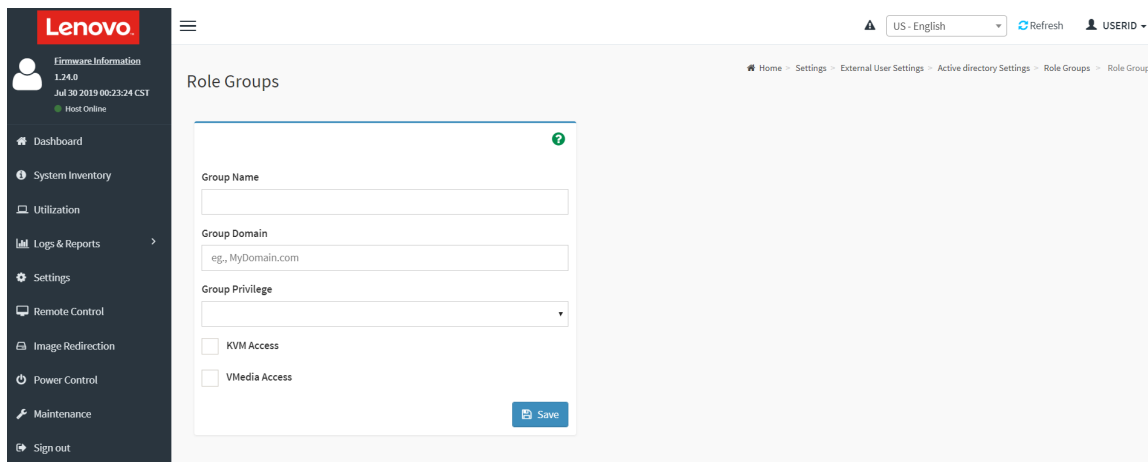 Lenovo
US - English
Refresh
USERID
Firmware Information
1.24.0
Jul 30 2019 00:23:24 CST
Host Online
Role Groups
Home > Settings > External User Settings > Active directory Settings > Role Groups > Role Group
Dashboard
System Inventory
Utilization
Logs & Reports
Settings
Remote Control
Image Redirection
Power Control
Maintenance
Sign out
Group Name
Group Domain
eg., MyDomain.com
Group Privilege
KVM Access
VMedia Access
Save